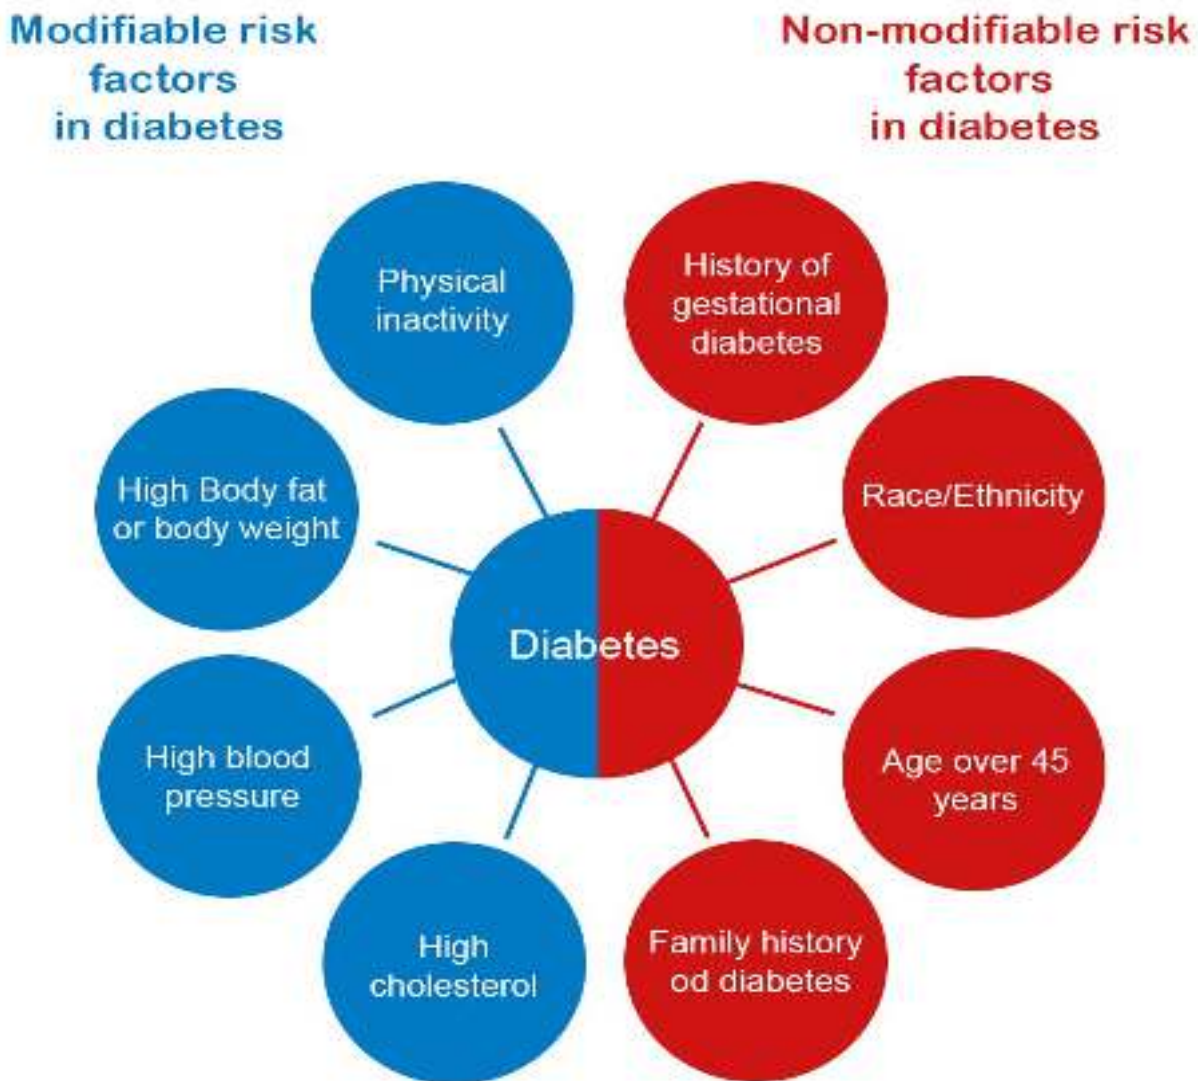 Modifiable risk
factors
in diabetes
Non-modifiable risk
factors
in diabetes
Physical
inactivity
History of
gestational
diabetes
High Body fat
or body weight
Race/Ethnicity
Diabetes
High blood
pressure
Age over 45
years
High
cholesterol
Family history
od diabetes